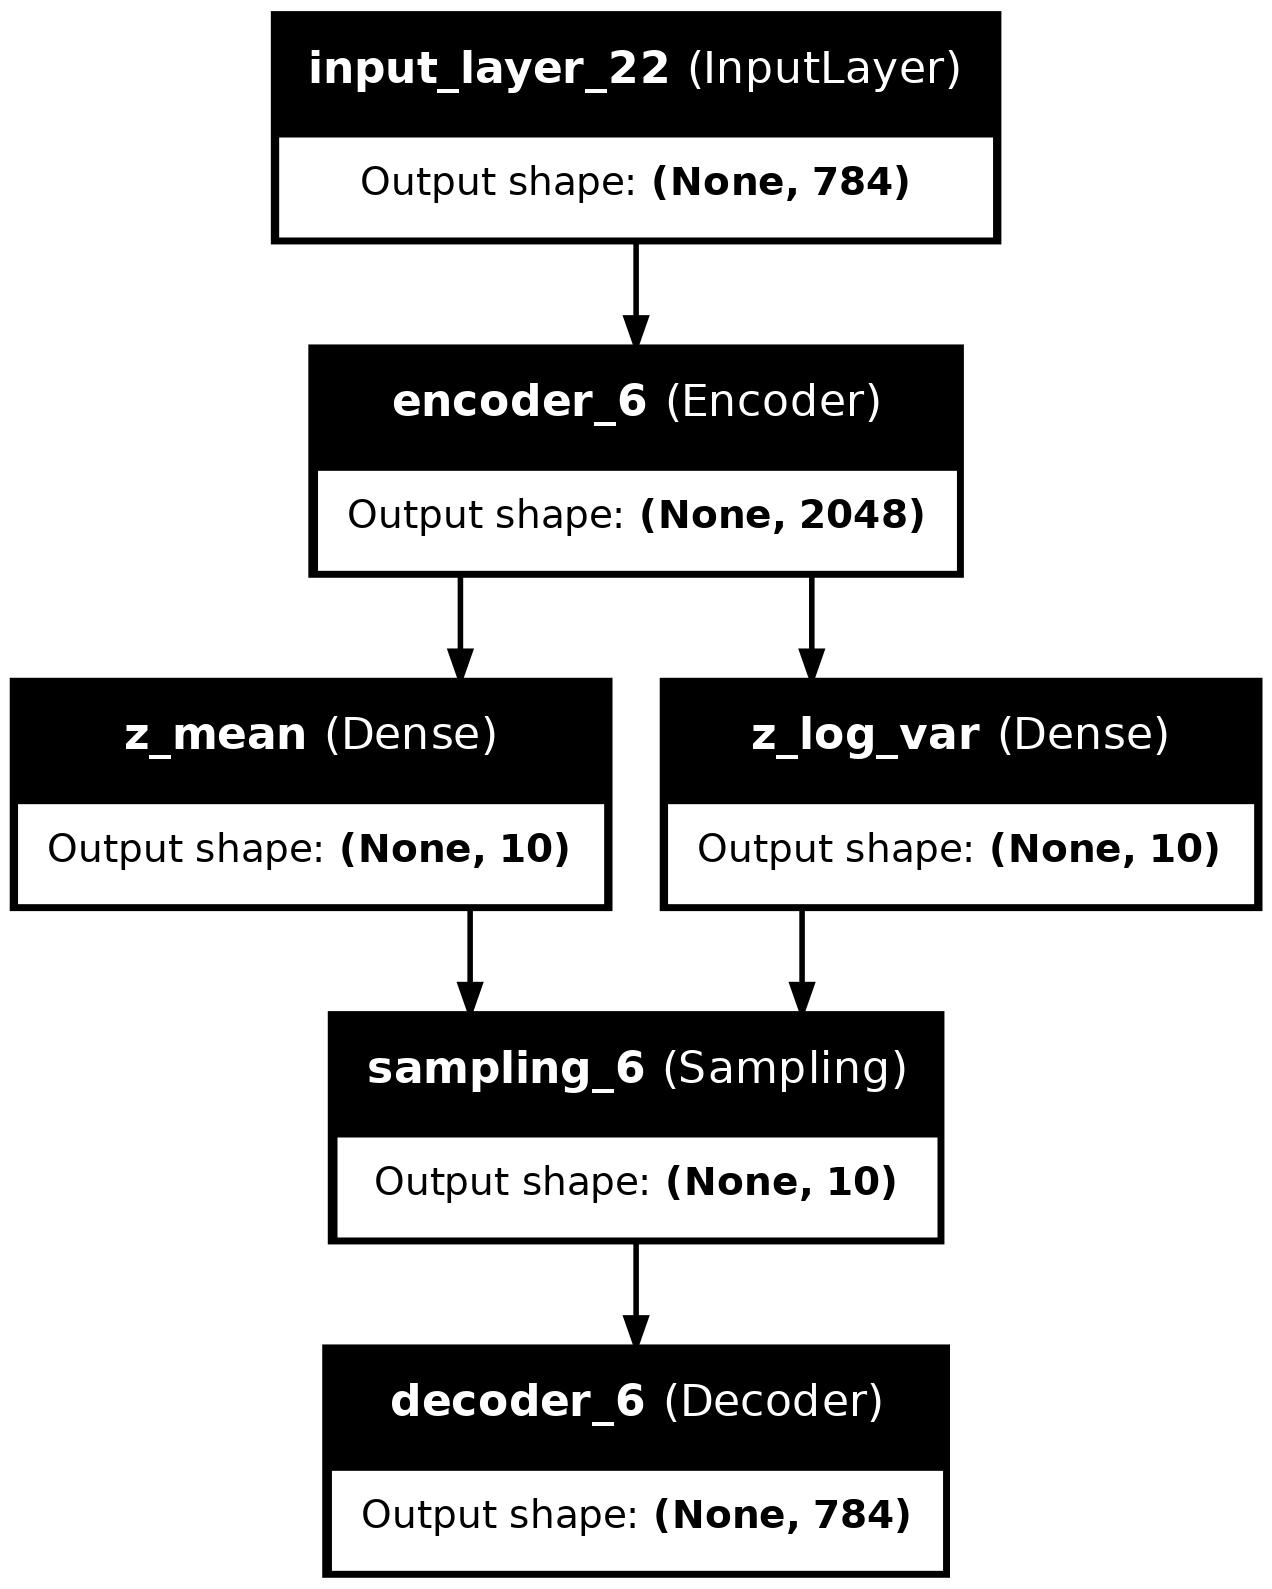 input_layer_22 (InputLayer)
Output shape: (None, 784)
encoder_6 (Encoder)
Output shape: (None, 2048)
z_mean (Dense)
Output shape: (None, 10)
z_log_var (Dense)
Output shape: (None, 10)
sampling_6 (Sampling)
Output shape: (None, 10)
decoder_6 (Decoder)
Output shape: (None, 784)